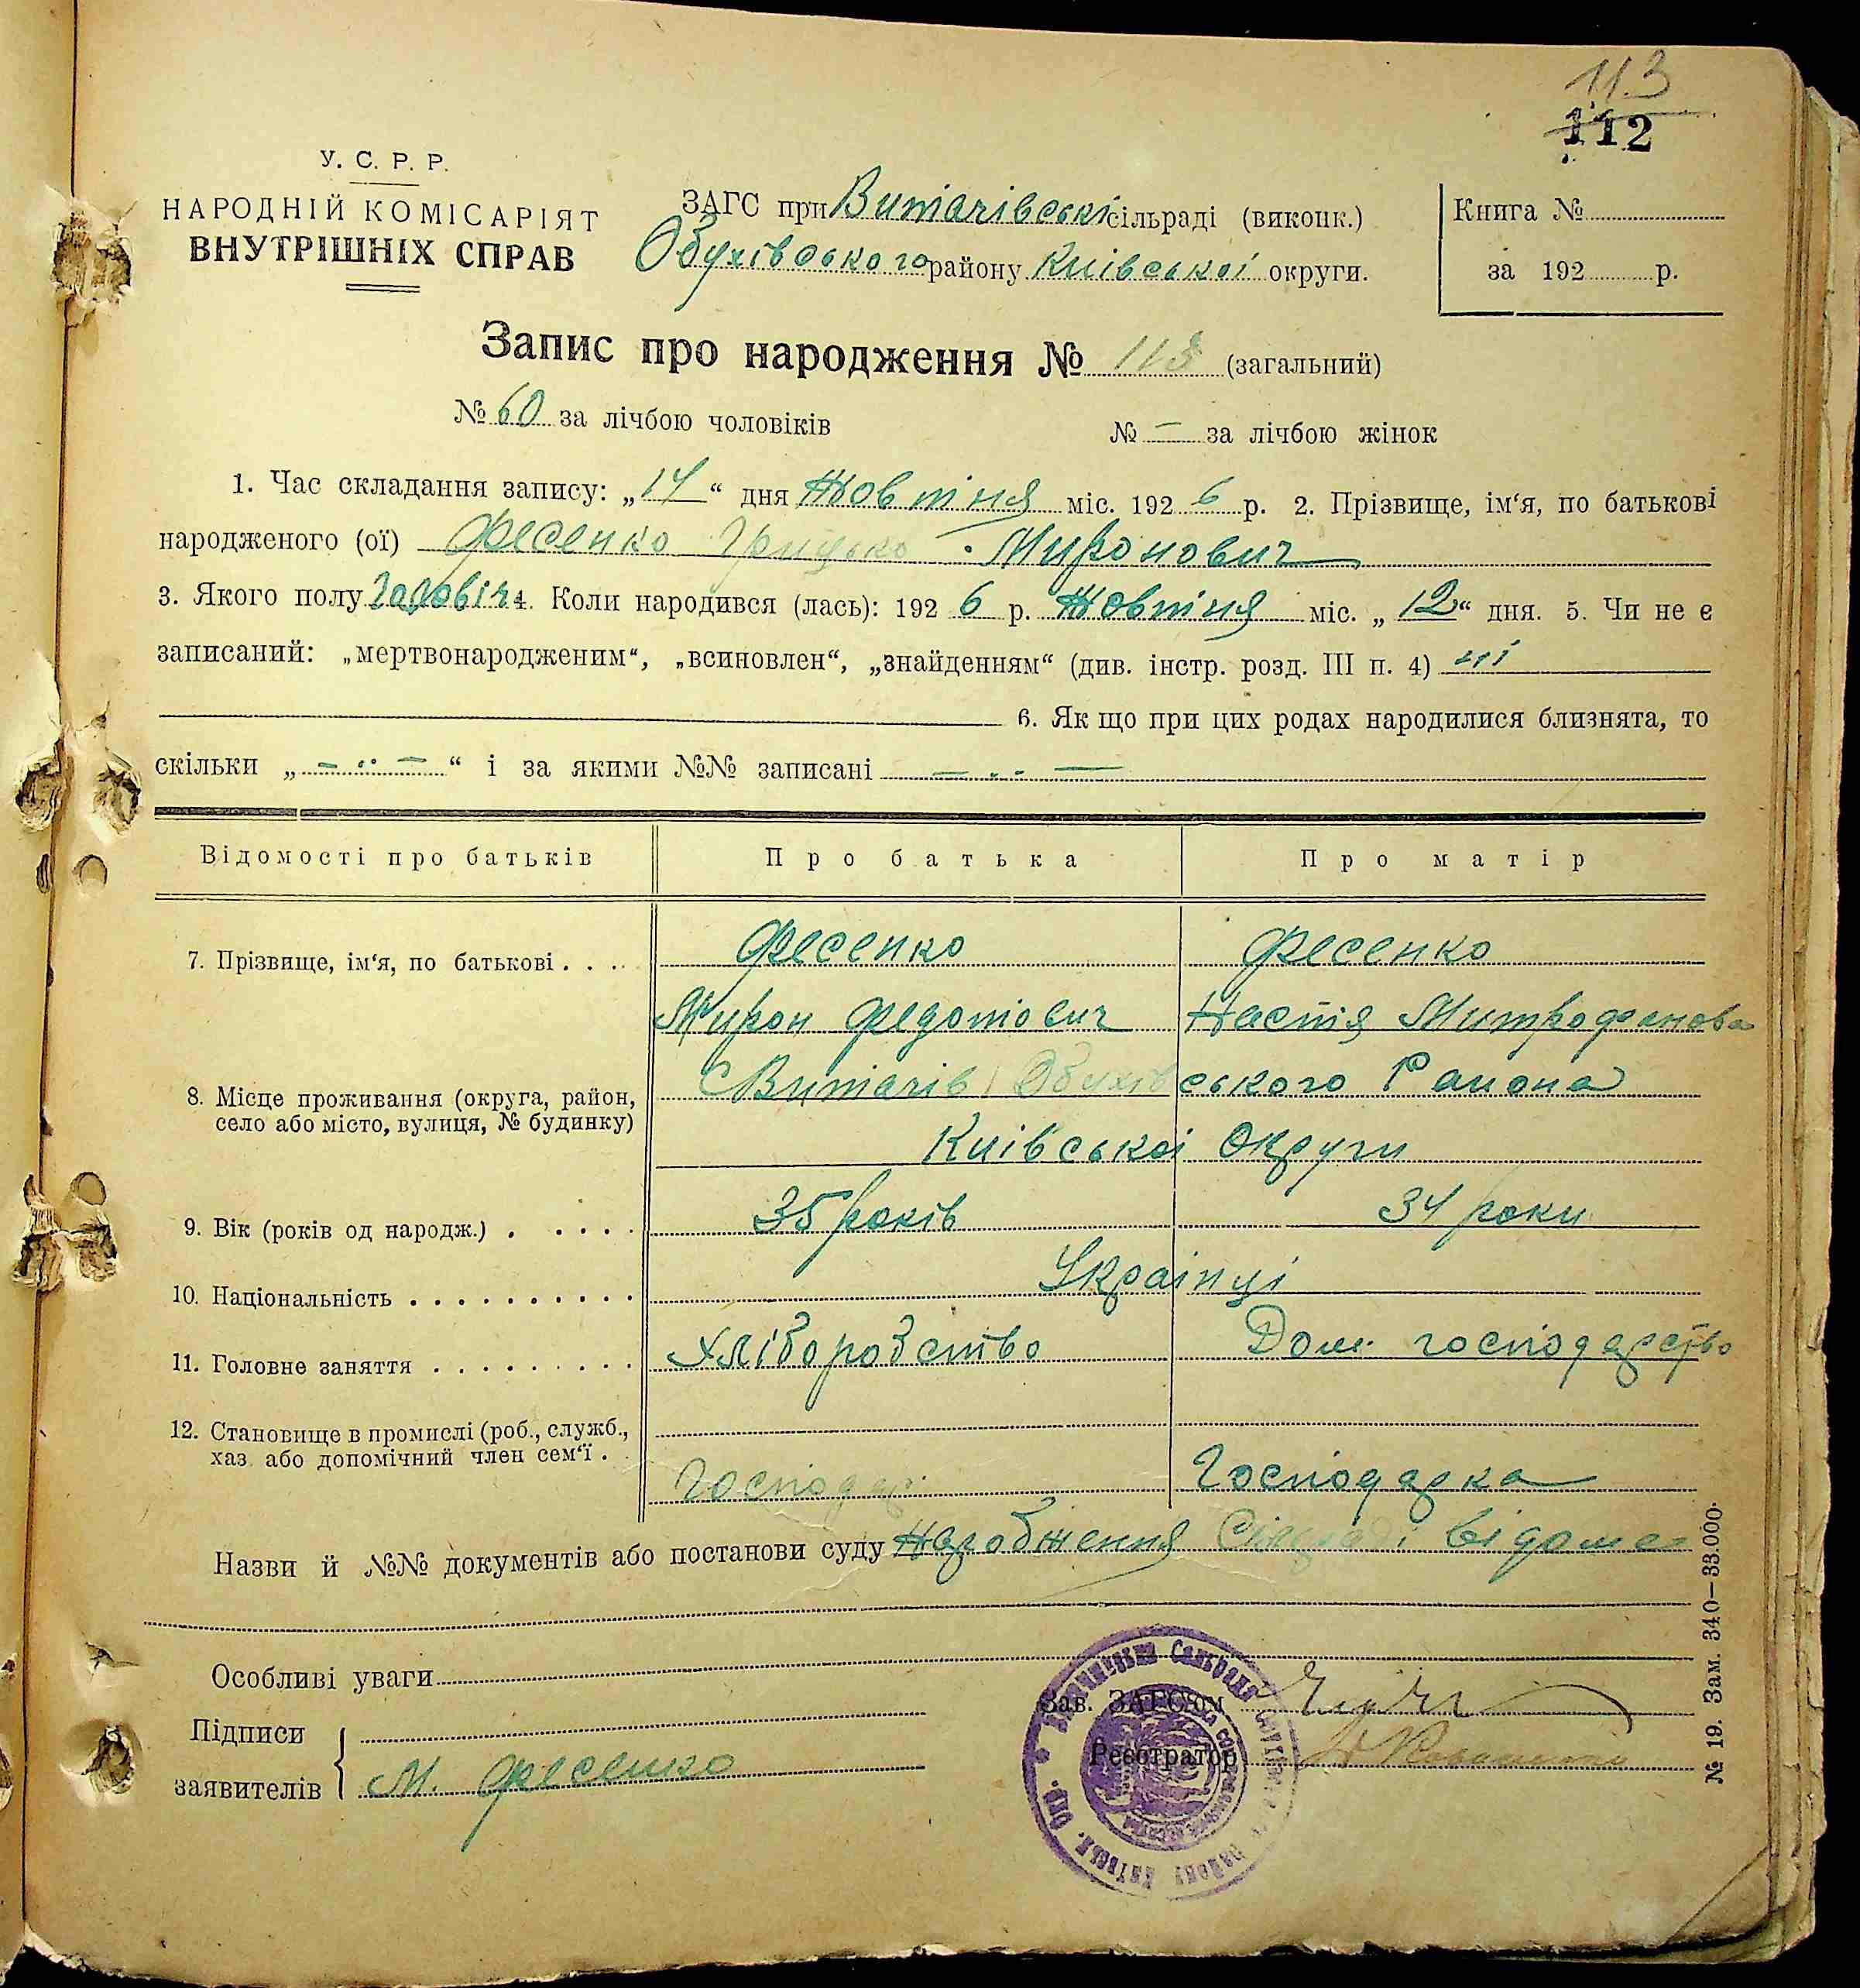 113
112
У. С. Р. Р.
НАРОДНІЙ КОМІСАРІЯТ
ВНУТРІШНІХ СПРАВ
ЗАГС при Витачівській сільраді (виконк.)
Обухівського району Київської округи.
Книга №
за 192 р.
Запис про народження № 113 (загальний)
№ 60 за лічбою чоловіків
№ — за лічбою жінок
1. Час складання запису: „14“ дня Жовтня міс. 192 6 р. 2. Прізвище, ім‘я, по батькові
народженого (ої) Фесенко Грицько Миронович
3. Якого полу Чоловіч. 4. Коли народився (лась): 192 6 р. Жовтня міс. „12“ дня. 5. Чи не є
записаний: „мертвонародженим“, „всиновлен“, „знайденням“ (див. інстр. розд. III п. 4) ні
6. Як що при цих родах народилися близнята, то
скільки „— .. —“ і за якими №№ записані — .. —
Відомості про батьків Про батька Про матір
7. Прізвище, ім‘я, по батькові . . . . Фесенко Фесенко
Мирон Федотович Настя Митрофанова
8. Місце проживання (округа, район, село або місто, вулиця, № будинку) С Витачів Обухівського Района
Київської Округи
9. Вік (років од народж.) . . . . . . 35 років 34 роки
10. Національність . . . . . . . . . . Українці
11. Головне заняття . . . . . . . . . Хліборобство Дом. господарство
12. Становище в промислі (роб., служб.,
хаз. або допомічний член сем‘ї . . Господар Господарка
Назви й №№ документів або постанови суду Народження Сільраді відоме
Особливі уваги
Підписи
заявителів М. Фесенко
Зав. ЗАГСом
Реєстратор
№ 19. Зам. 340—33.000.